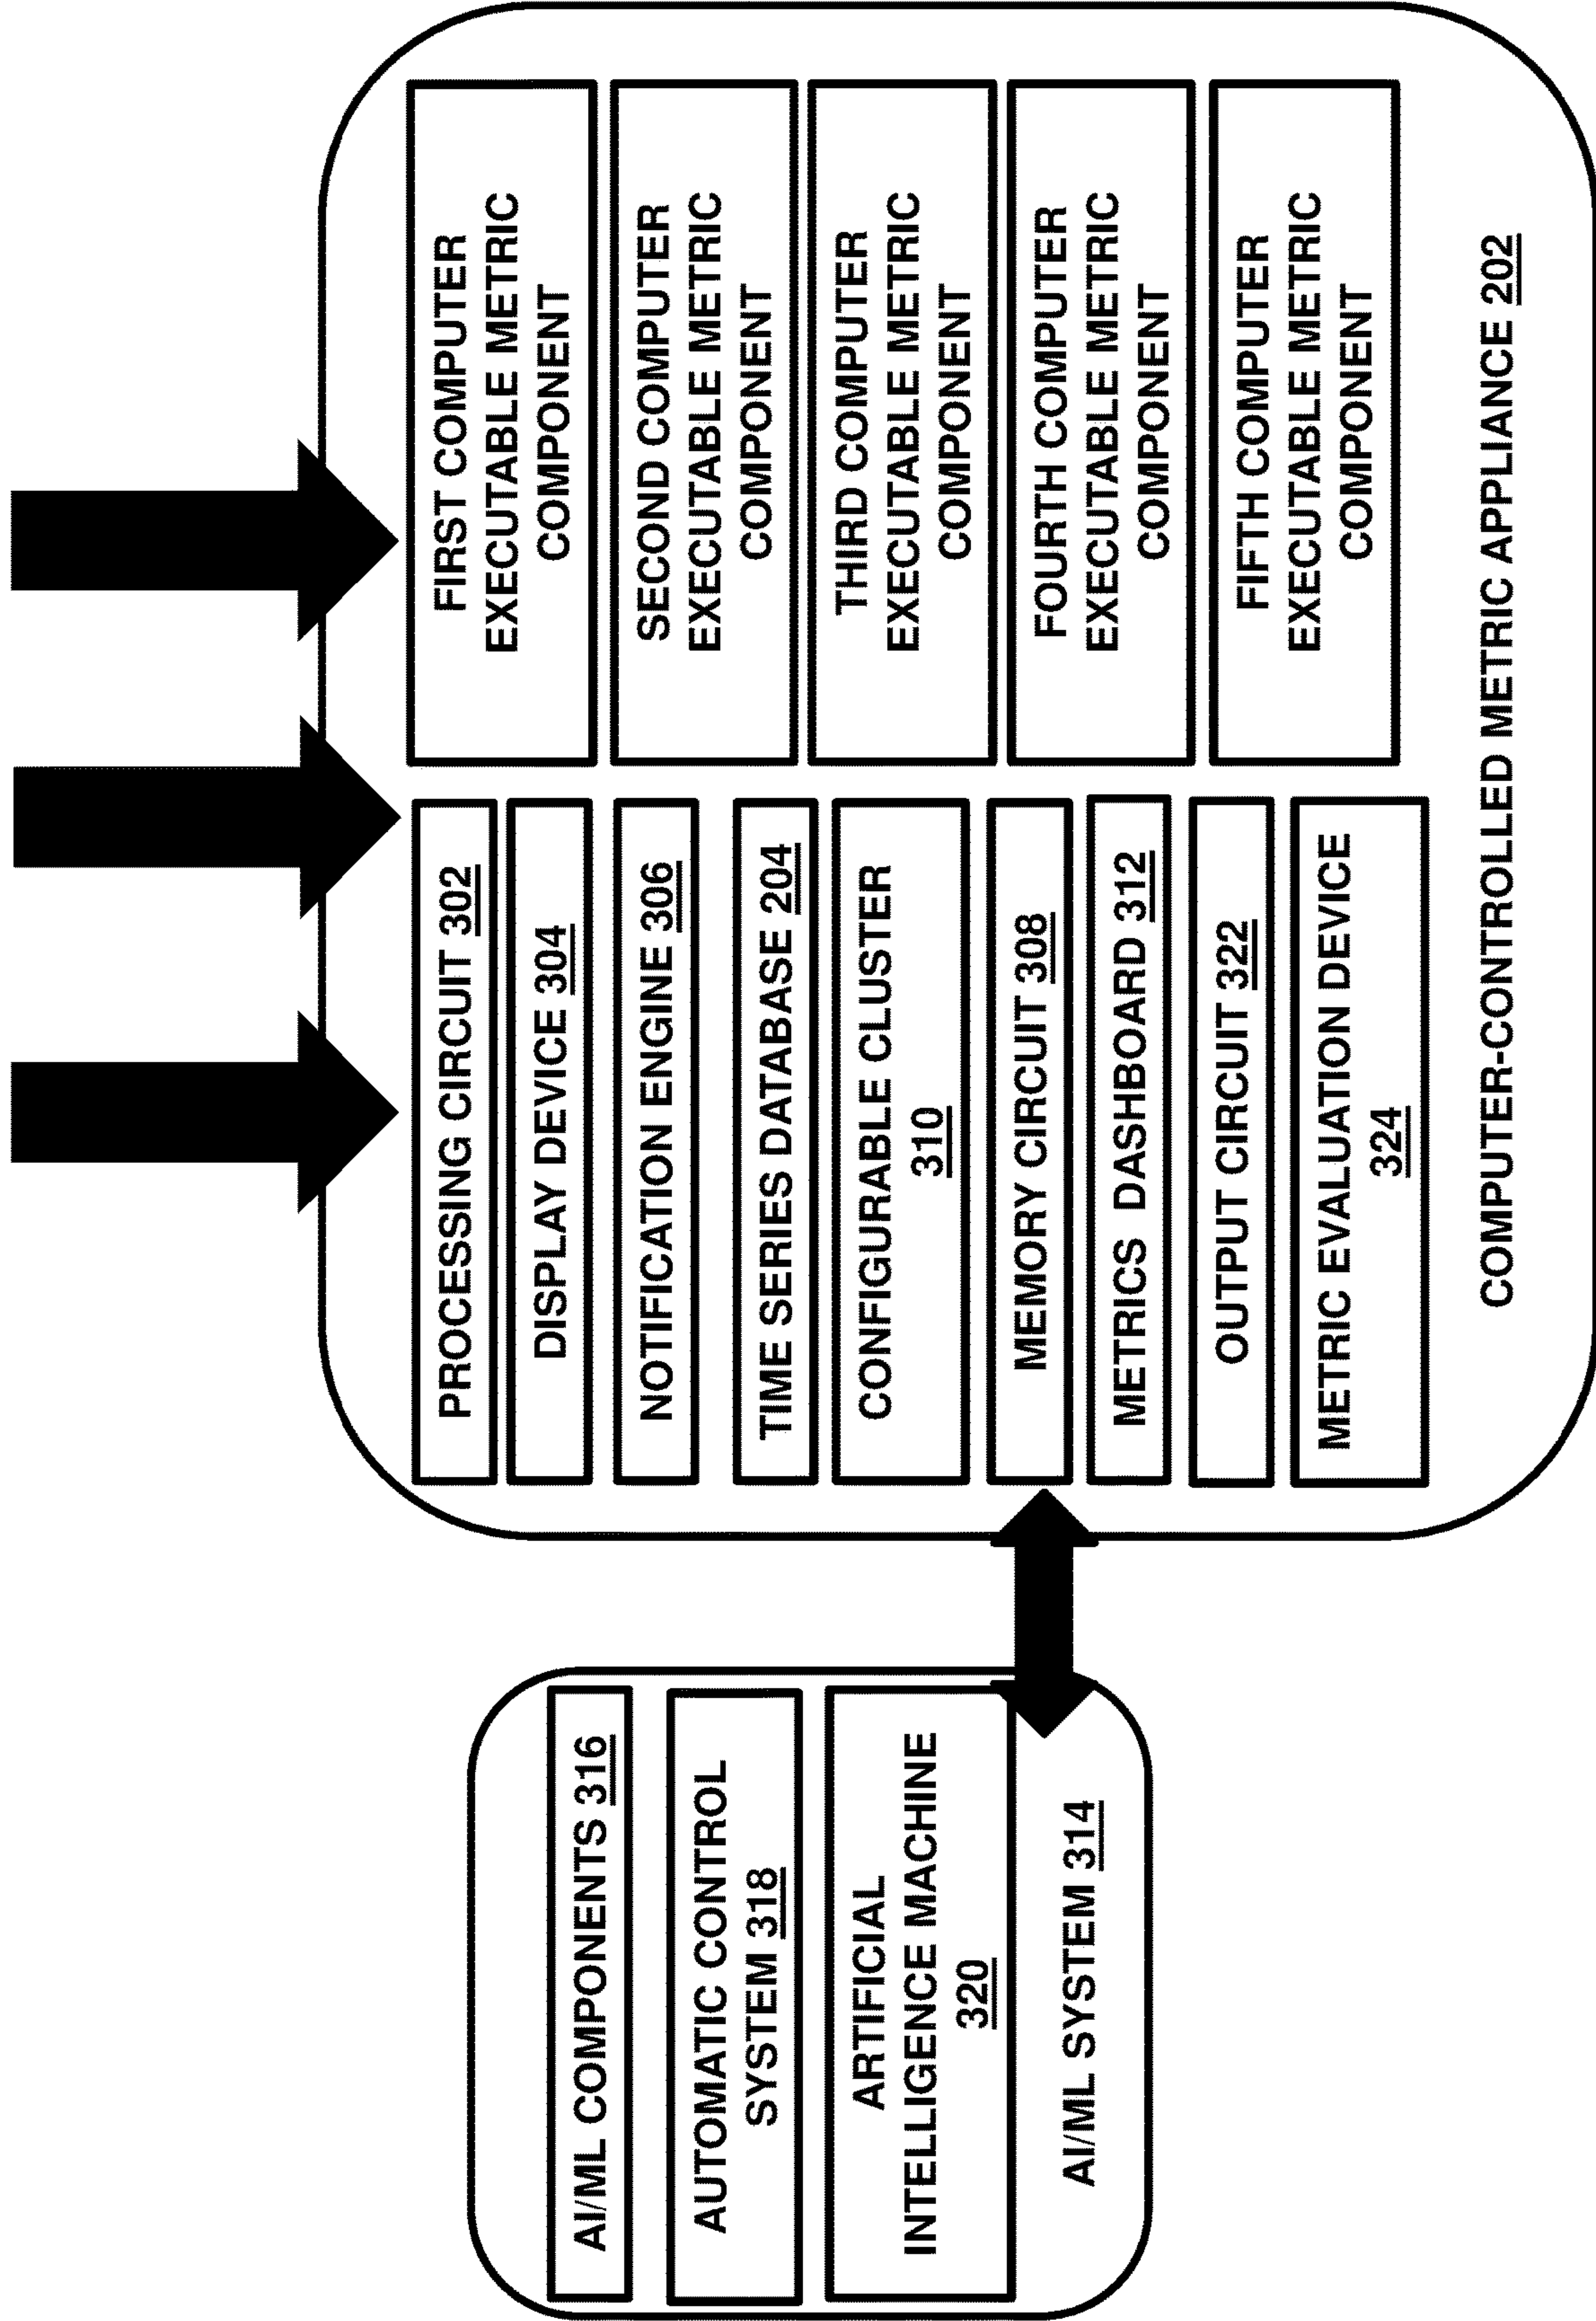 AI/ML COMPONENTS 316
AUTOMATIC CONTROL
SYSTEM 318
ARTIFICIAL
INTELLIGENCE MACHINE
320
AI/ML SYSTEM 314
PROCESSING CIRCUIT 302
DISPLAY DEVICE 304
NOTIFICATION ENGINE 306
TIME SERIES DATABASE 204
CONFIGURABLE CLUSTER
310
MEMORY CIRCUIT 308
METRICS DASHBOARD 312
OUTPUT CIRCUIT 322
METRIC EVALUATION DEVICE
324
FIRST COMPUTER
EXECUTABLE METRIC
COMPONENT
SECOND COMPUTER
EXECUTABLE METRIC
COMPONENT
THIRD COMPUTER
EXECUTABLE METRIC
COMPONENT
FOURTH COMPUTER
EXECUTABLE METRIC
COMPONENT
FIFTH COMPUTER
EXECUTABLE METRIC
COMPONENT
COMPUTER-CONTROLLED METRIC APPLIANCE 202